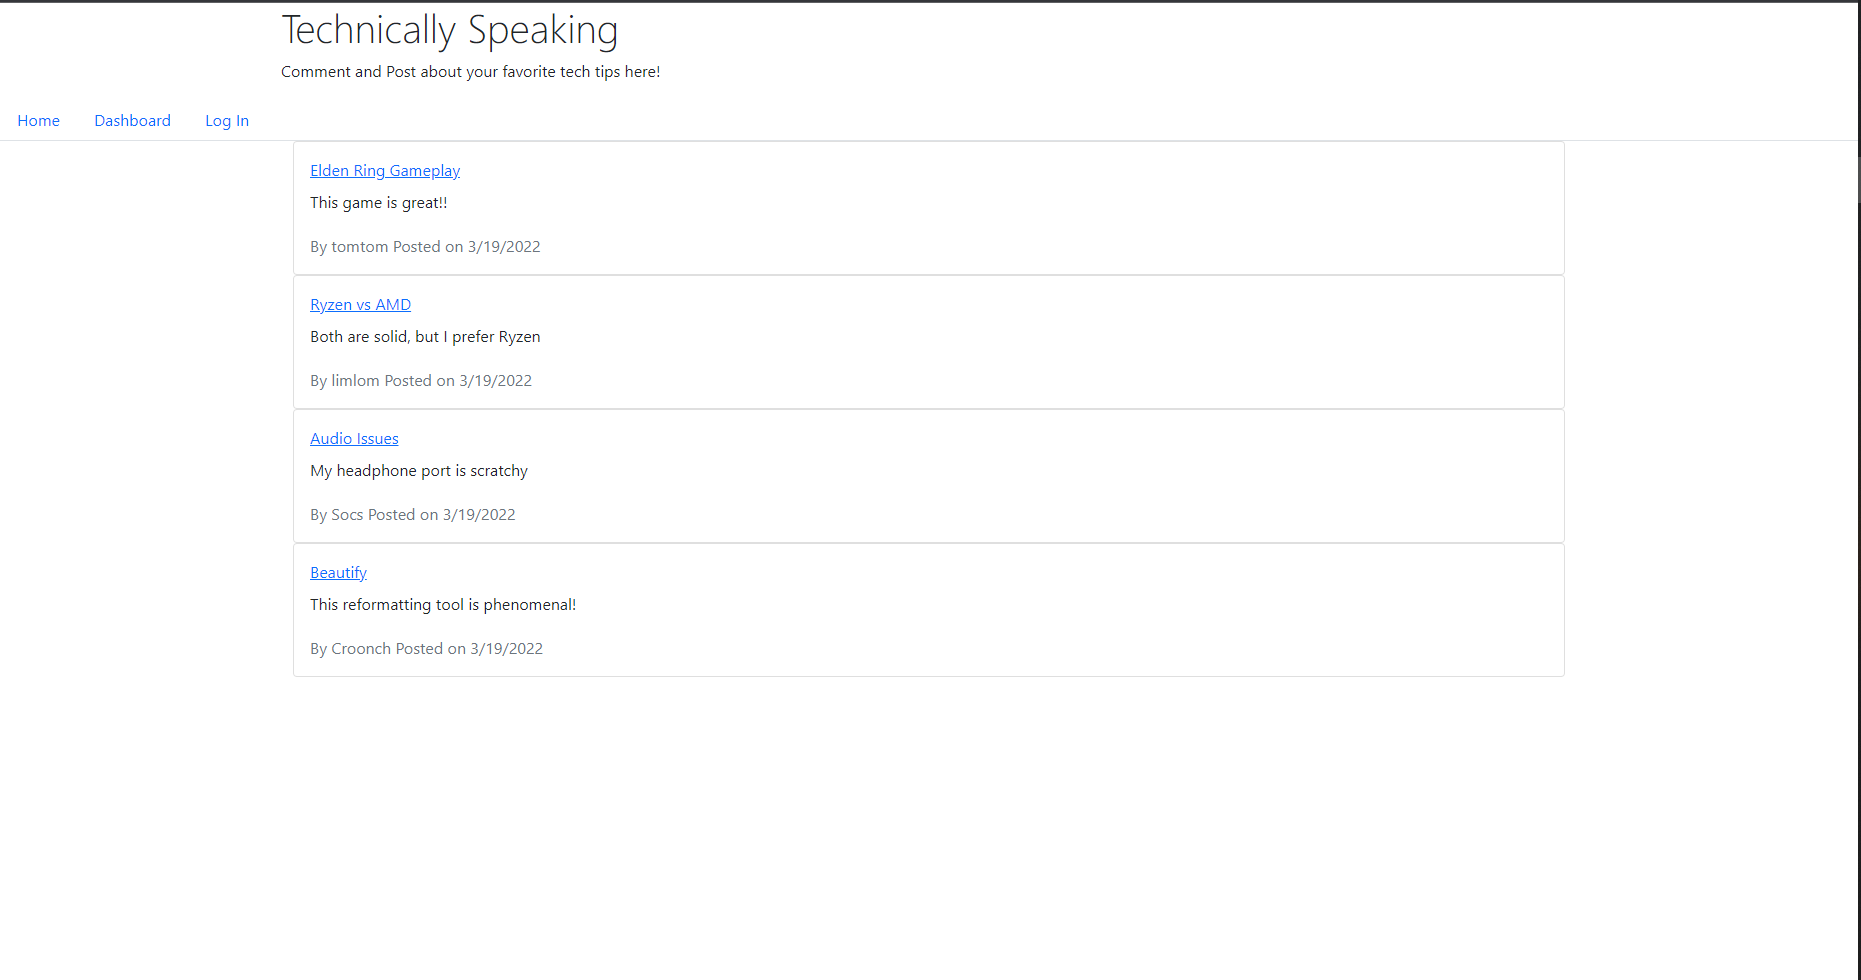 Technically Speaking
Comment and Post about your favorite tech tips here!
Home Dashboard Log In
Elden Ring Gameplay
This game is great!!
By tomtom Posted on 3/19/2022
Ryzen vs AMD
Both are solid, but I prefer Ryzen
By limlom Posted on 3/19/2022
Audio Issues
My headphone port is scratchy
By Socs Posted on 3/19/2022
Beautify
This reformatting tool is phenomenal!
By Croonch Posted on 3/19/2022